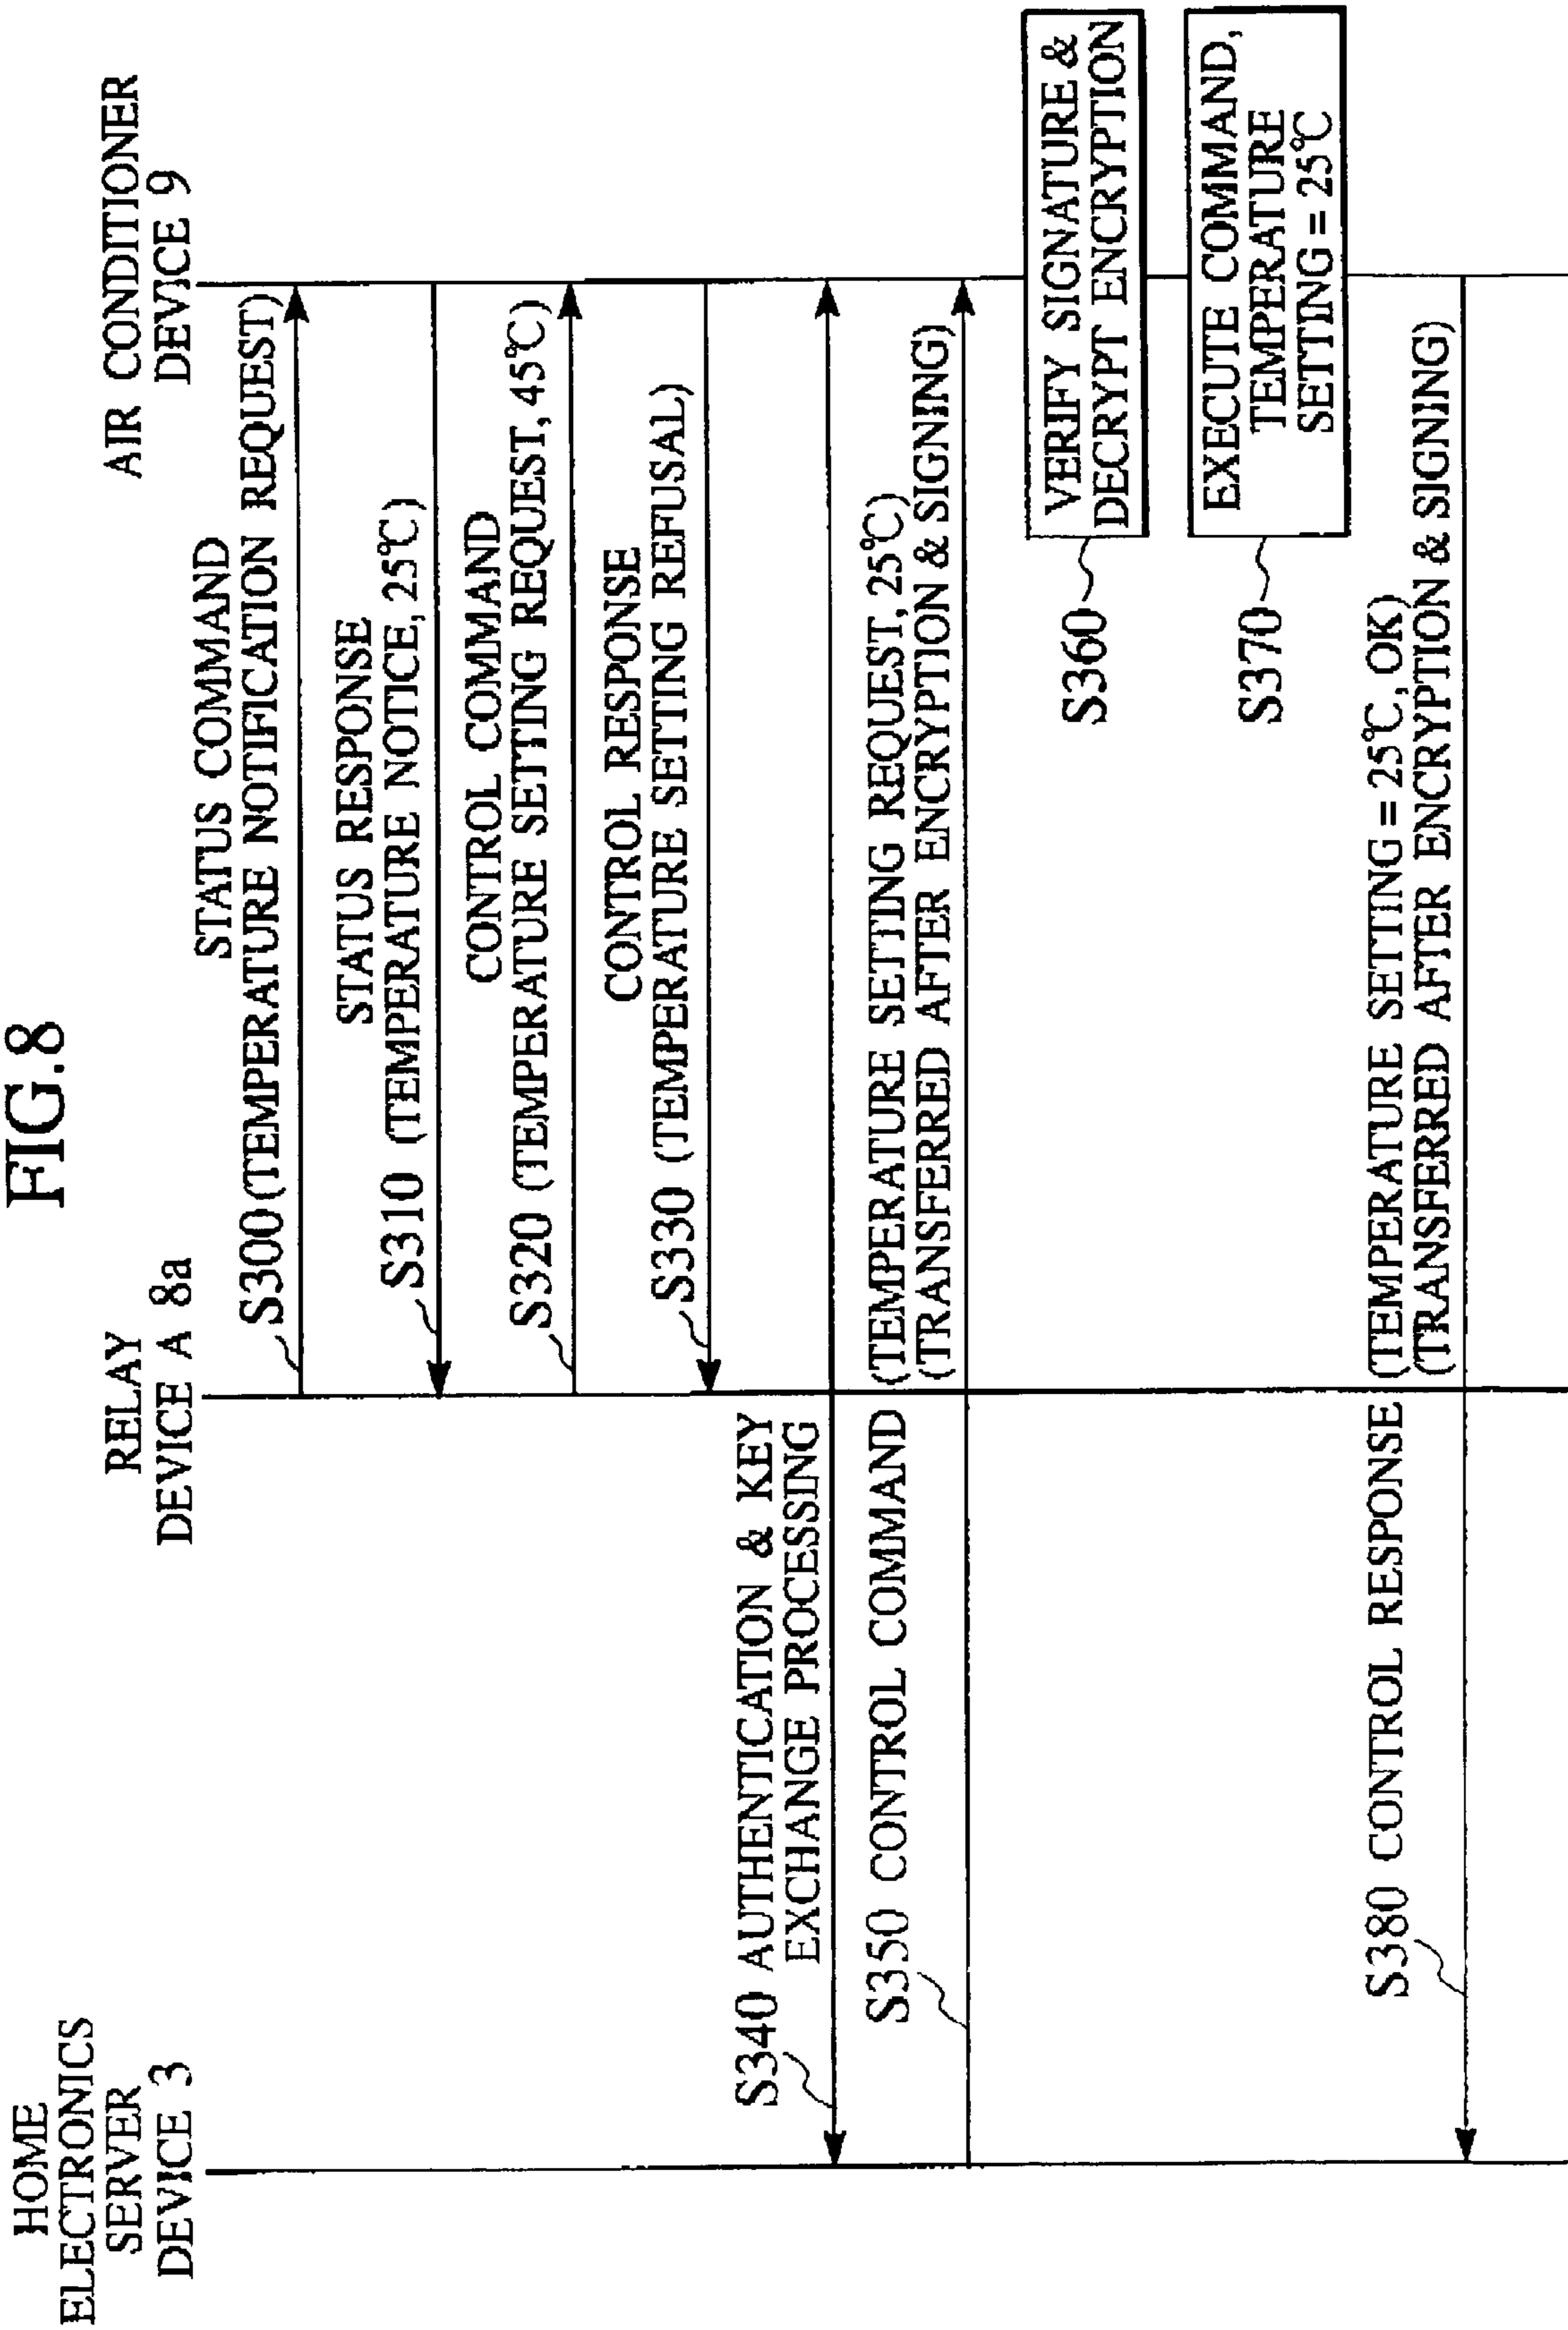 FIG.8
HOME
ELECTRONICS
SERVER
DEVICE 3
RELAY
DEVICE A 8a
AIR CONDITIONER
DEVICE 9
STATUS COMMAND
S300 (TEMPERATURE NOTIFICATION REQUEST)
STATUS RESPONSE
S310 (TEMPERATURE NOTICE, 25℃)
CONTROL COMMAND
S320 (TEMPERATURE SETTING REQUEST, 45℃)
CONTROL RESPONSE
S330 (TEMPERATURE SETTING REFUSAL)
S340 AUTHENTICATION & KEY
EXCHANGE PROCESSING
S350 CONTROL COMMAND (TEMPERATURE SETTING REQUEST, 25℃)
(TRANSFERRED AFTER ENCRYPTION & SIGNING)
S360
VERIFY SIGNATURE &
DECRYPT ENCRYPTION
S370
EXECUTE COMMAND,
TEMPERATURE
SETTING = 25℃
S380 CONTROL RESPONSE (TEMPERATURE SETTING = 25℃, OK)
(TRANSFERRED AFTER ENCRYPTION & SIGNING)